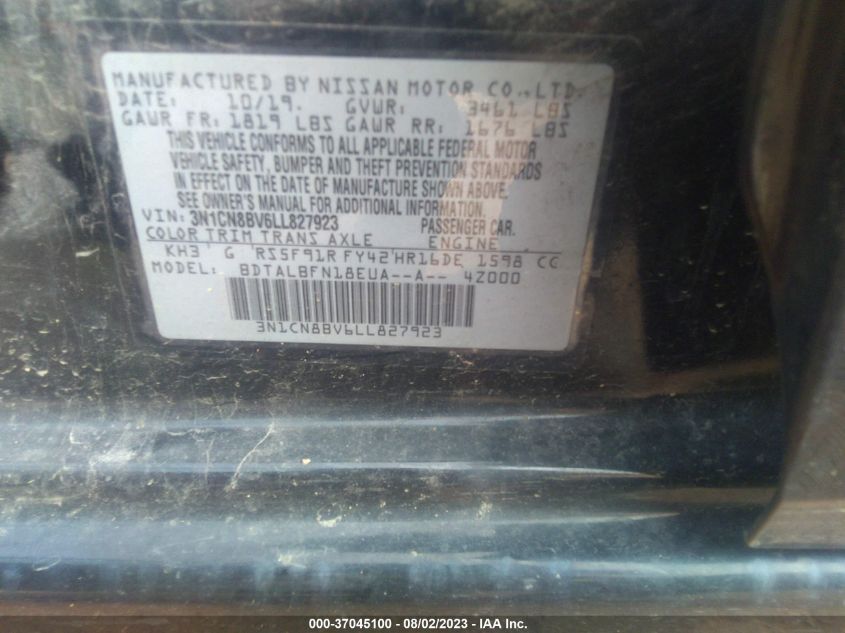 MANUFACTURED BY NISSAN MOTOR CO.,LTD.
DATE: 10/19. GVWR: 3461 LBS
GAWR FR: 1819 LBS GAWR RR: 1676 LBS
THIS VEHICLE CONFORMS TO ALL APPLICABLE FEDERAL MOTOR
VEHICLE SAFETY, BUMPER AND THEFT PREVENTION STANDARDS
IN EFFECT ON THE DATE OF MANUFACTURE SHOWN ABOVE.
SEE OWNER'S MANUAL FOR ADDITIONAL INFORMATION.
VIN: 3N1CN8BV6LL827923 PASSENGER CAR.
COLOR TRIM TRANS AXLE ENGINE
KH3 G RS5F91R FY42 HR16DE 1598 CC
MODEL: BDTALBFN18EUA--A-- 4Z000
3N1CN8BV6LL827923
000-37045100 - 08/02/2023 - IAA Inc.